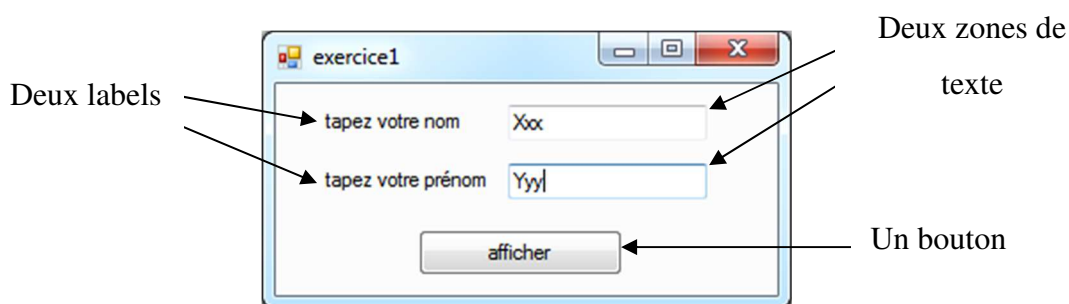 Deux zones de
texte
exercice1
Deux labels
tapez votre nom
Xxx
tapez votre prénom
Yyy
afficher
Un bouton